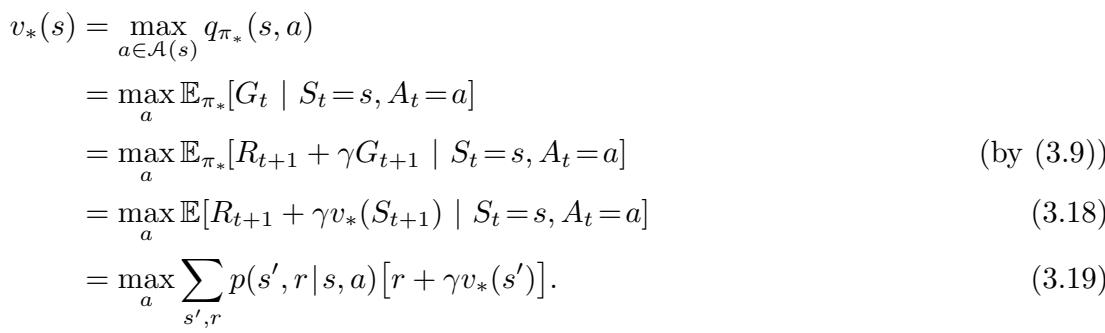 v_*(s) = max_{a∈𝒜(s)} q_{π_*}(s, a)
= max_a 𝔼_{π_*}[G_t | S_t = s, A_t = a]
= max_a 𝔼_{π_*}[R_{t+1} + γG_{t+1} | S_t = s, A_t = a] (by (3.9))
= max_a 𝔼[R_{t+1} + γv_*(S_{t+1}) | S_t = s, A_t = a] (3.18)
= max_a ∑_{s′,r} p(s′, r | s, a)[r + γv_*(s′)]. (3.19)